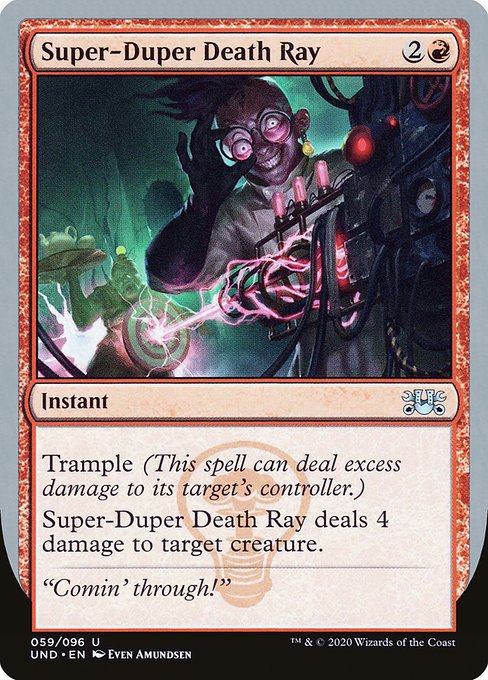 Super-Duper Death Ray 2
Instant
Trample (This spell can deal excess
damage to its target's controller.)
Super-Duper Death Ray deals 4
damage to target creature.
"Comin' through!"
059/096 U
UND • EN Even Amundsen
™ & © 2020 Wizards of the Coast